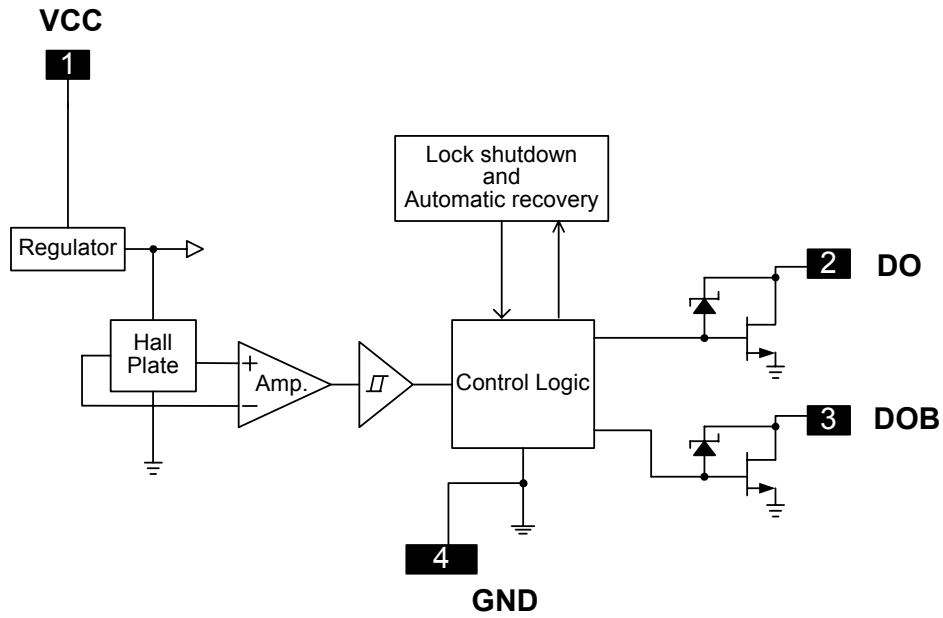 VCC
1
Lock shutdown
and
Automatic recovery
Regulator
2 DO
Hall
Plate
+
Amp.
−
Control Logic
3 DOB
4
GND